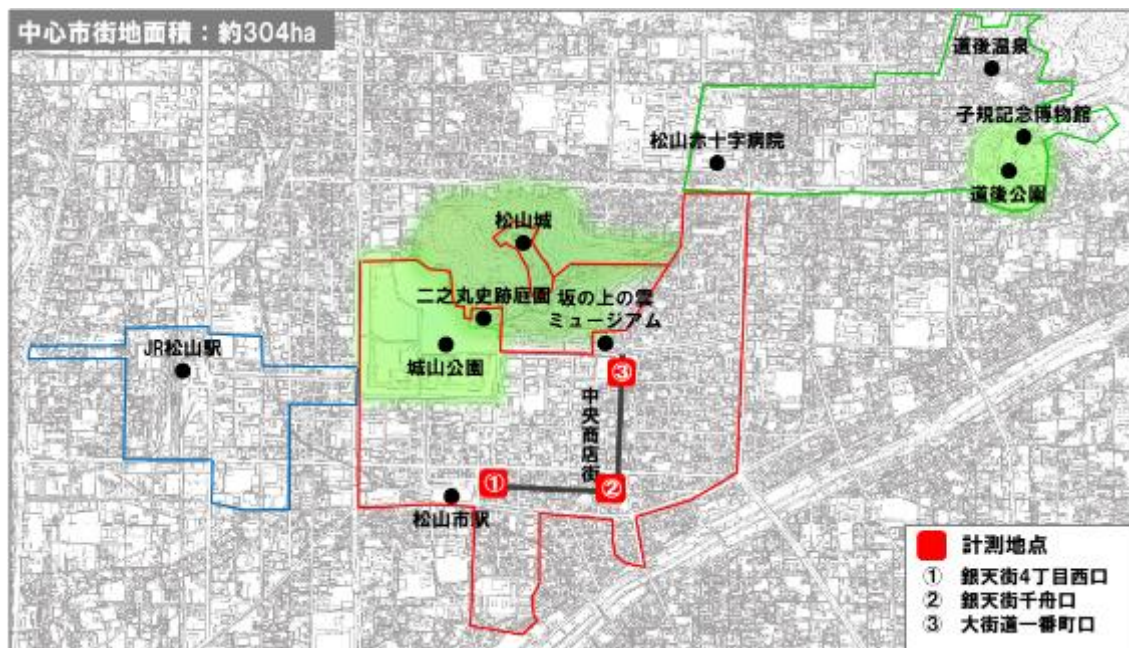 中心市街地面積：約304ha
道後温泉
子規記念博物館
松山赤十字病院
道後公園
松山城
二之丸史跡庭園
坂の上の雲
ミュージアム
JR松山駅
城山公園
③
中央商店街
①
②
松山市駅
計測地点
① 銀天街4丁目西口
② 銀天街千舟口
③ 大街道一番町口